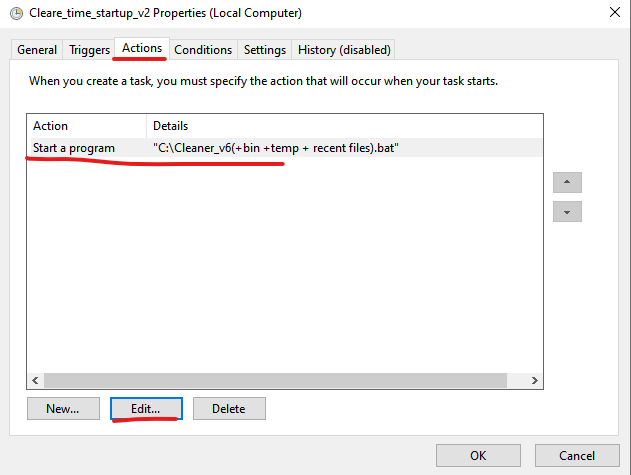 Cleare_time_startup_v2 Properties (Local Computer)
General Triggers Actions Conditions Settings History (disabled)
When you create a task, you must specify the action that will occur when your task starts.
Action Details
Start a program "C:\Cleaner_v6(+bin +temp + recent files).bat"
New... Edit... Delete
OK Cancel